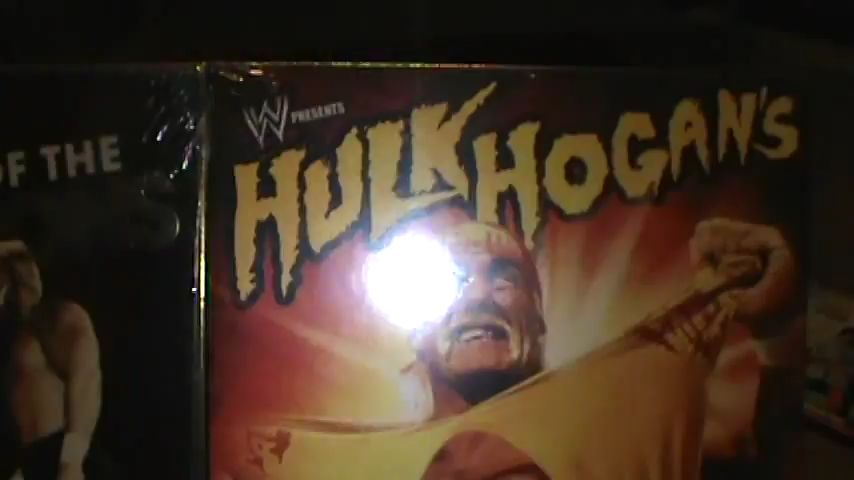 OF THE
S
W PRESENTS
HULK HOGAN'S